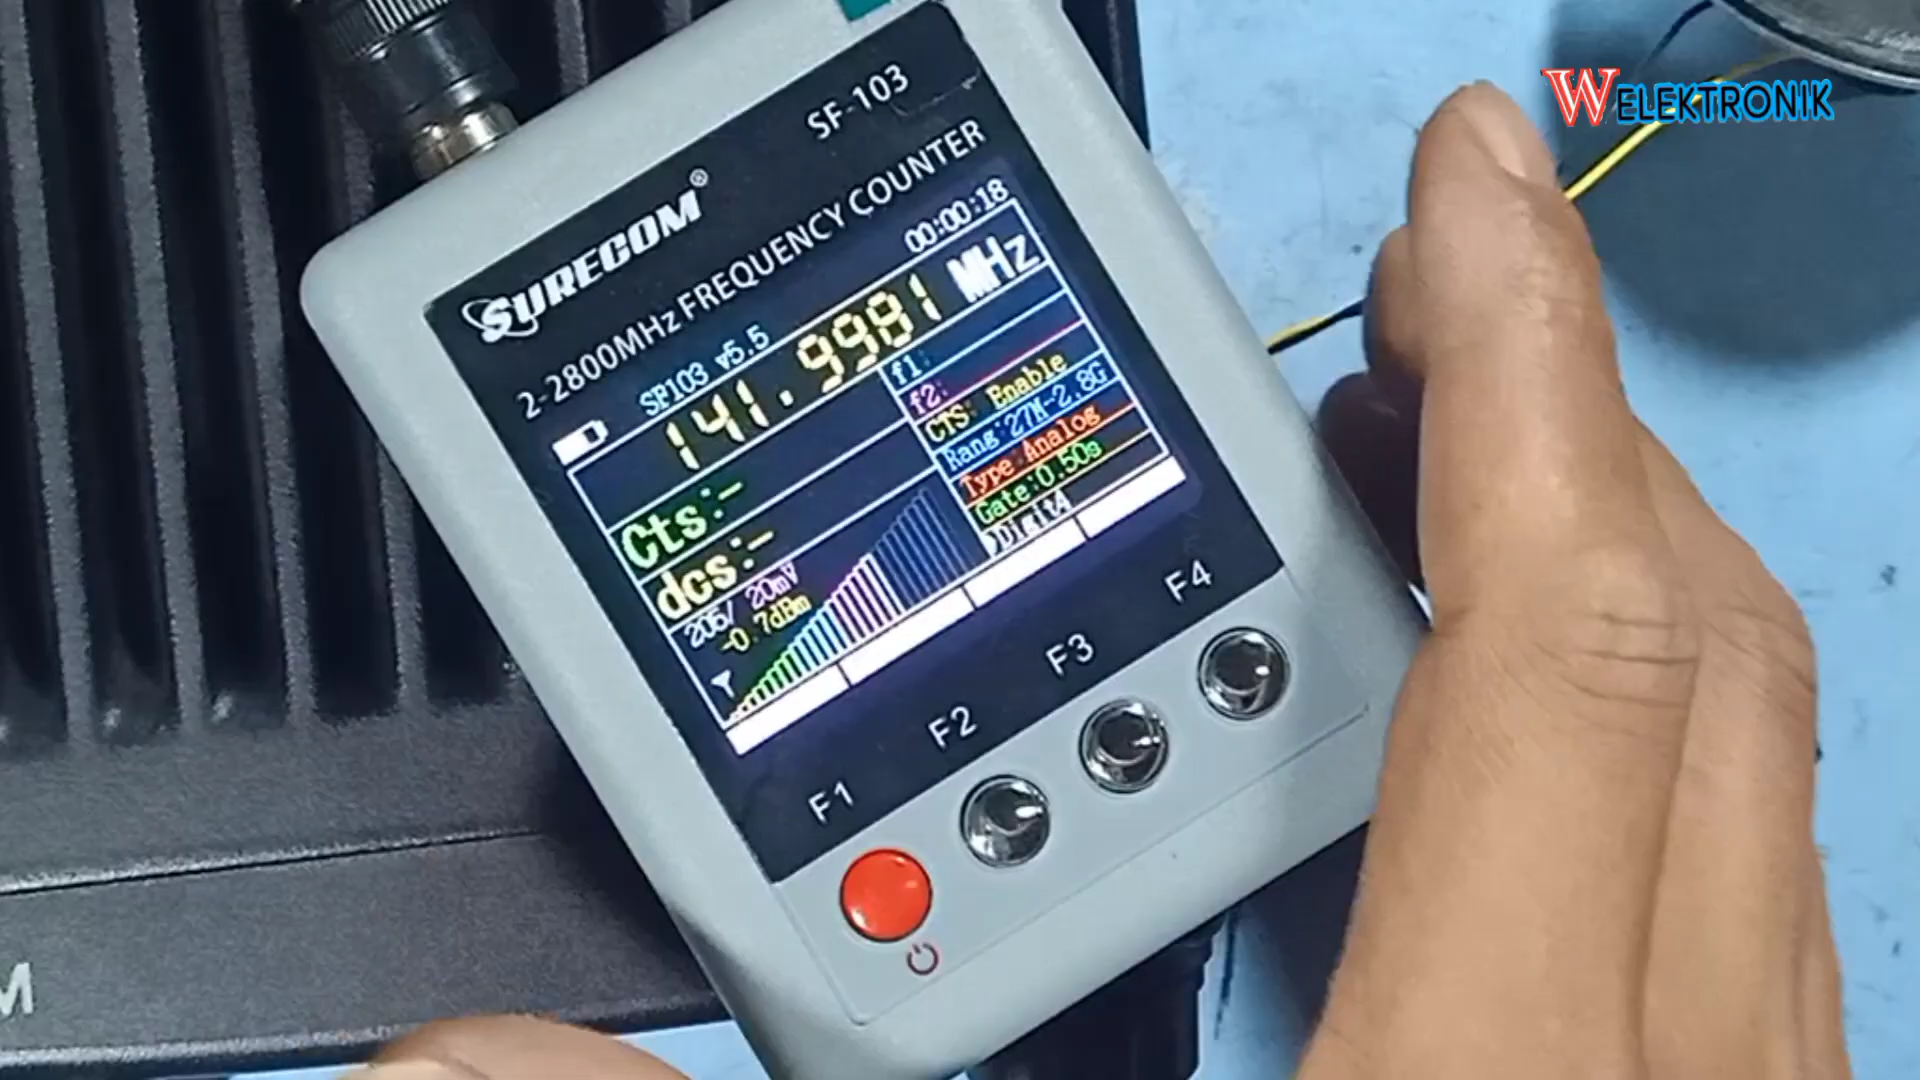 WELEKTRONIK
SF-103
SURECOM®
2-2800MHz FREQUENCY COUNTER
SF103 v5.5 00:00:18
141.9981 MHz
f1:
f2:
CTS: Enable
Rang:27M-2.8G
Type:Analog
Gate:0.50s
Digit4
Cts:-
dcs:-
206/ 20mV
-0.7dBm
F1 F2 F3 F4
M